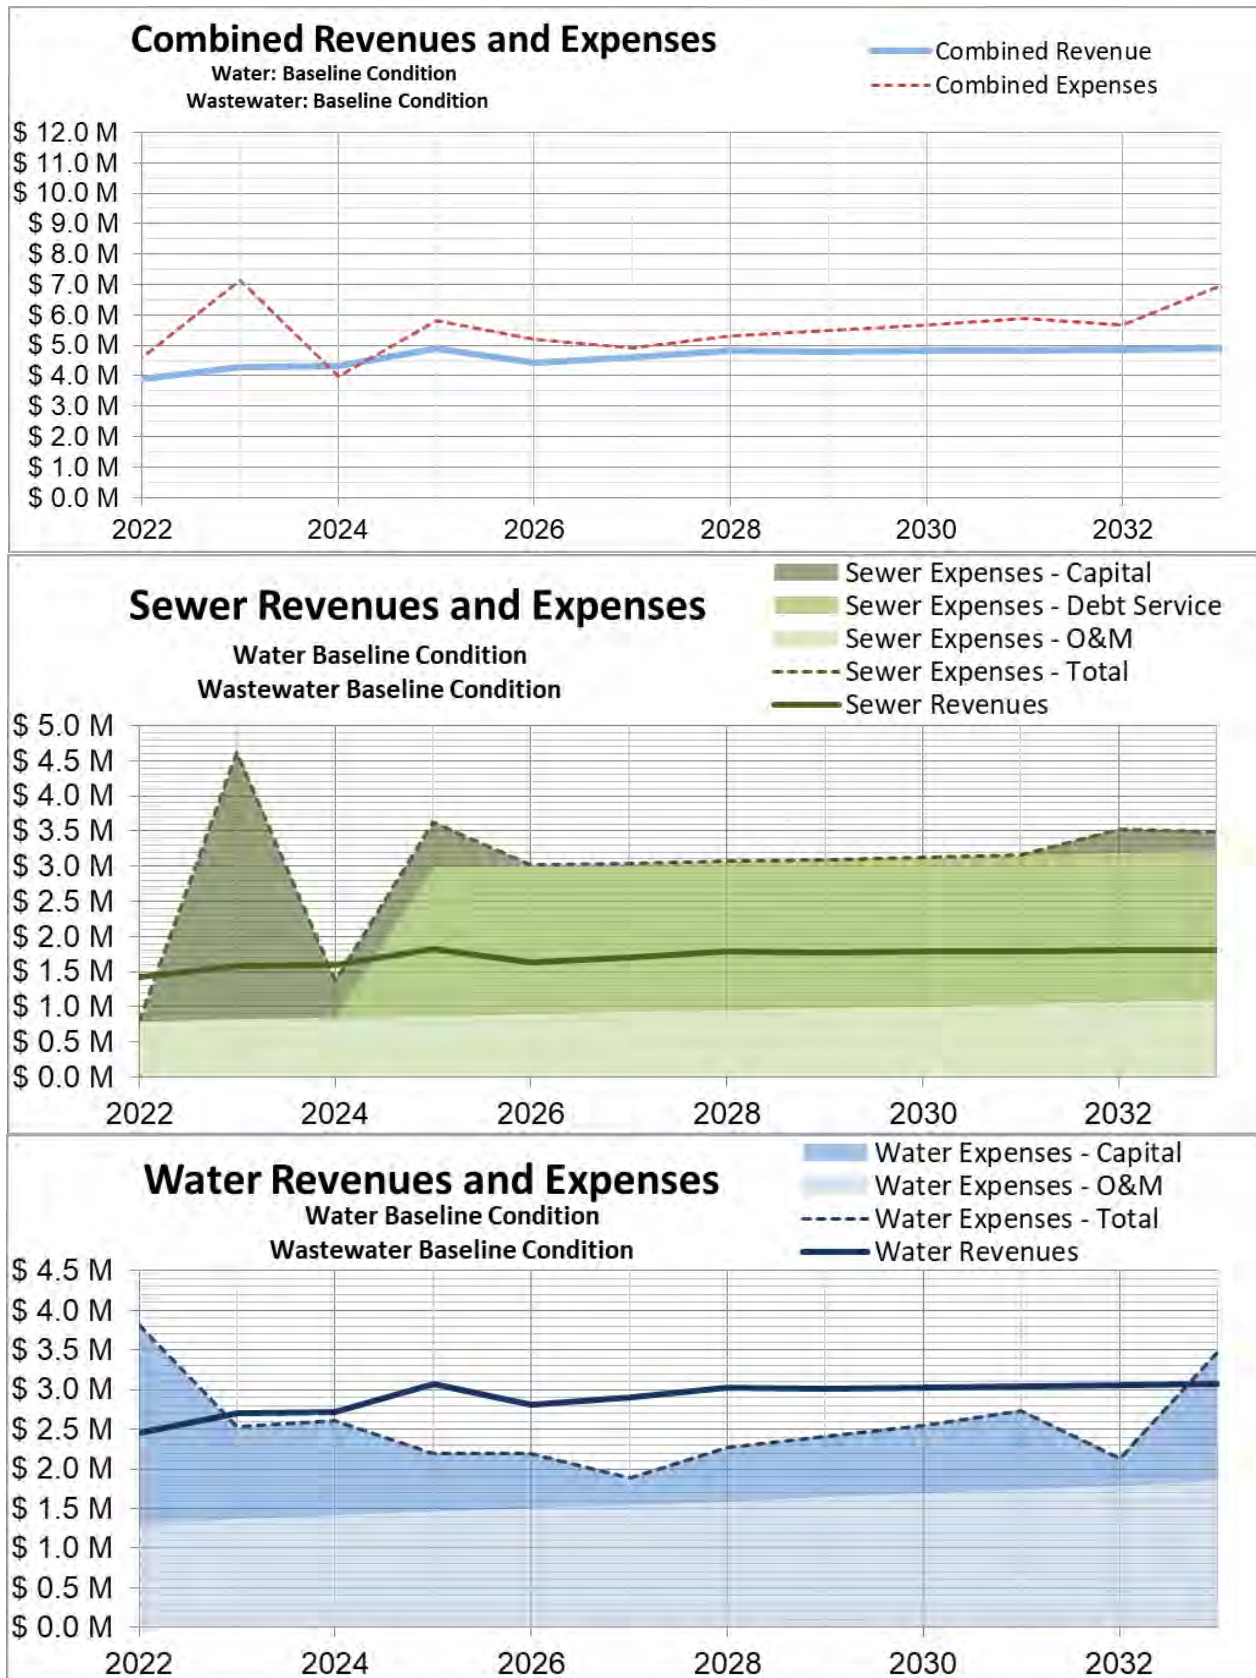 Combined Revenues and Expenses
Water: Baseline Condition
Wastewater: Baseline Condition
Combined Revenue
Combined Expenses
$ 12.0 M
$ 11.0 M
$ 10.0 M
$ 9.0 M
$ 8.0 M
$ 7.0 M
$ 6.0 M
$ 5.0 M
$ 4.0 M
$ 3.0 M
$ 2.0 M
$ 1.0 M
$ 0.0 M
2022 2024 2026 2028 2030 2032
Sewer Revenues and Expenses
Water Baseline Condition
Wastewater Baseline Condition
Sewer Expenses - Capital
Sewer Expenses - Debt Service
Sewer Expenses - O&M
Sewer Expenses - Total
Sewer Revenues
$ 5.0 M
$ 4.5 M
$ 4.0 M
$ 3.5 M
$ 3.0 M
$ 2.5 M
$ 2.0 M
$ 1.5 M
$ 1.0 M
$ 0.5 M
$ 0.0 M
2022 2024 2026 2028 2030 2032
Water Revenues and Expenses
Water Baseline Condition
Wastewater Baseline Condition
Water Expenses - Capital
Water Expenses - O&M
Water Expenses - Total
Water Revenues
$ 4.5 M
$ 4.0 M
$ 3.5 M
$ 3.0 M
$ 2.5 M
$ 2.0 M
$ 1.5 M
$ 1.0 M
$ 0.5 M
$ 0.0 M
2022 2024 2026 2028 2030 2032